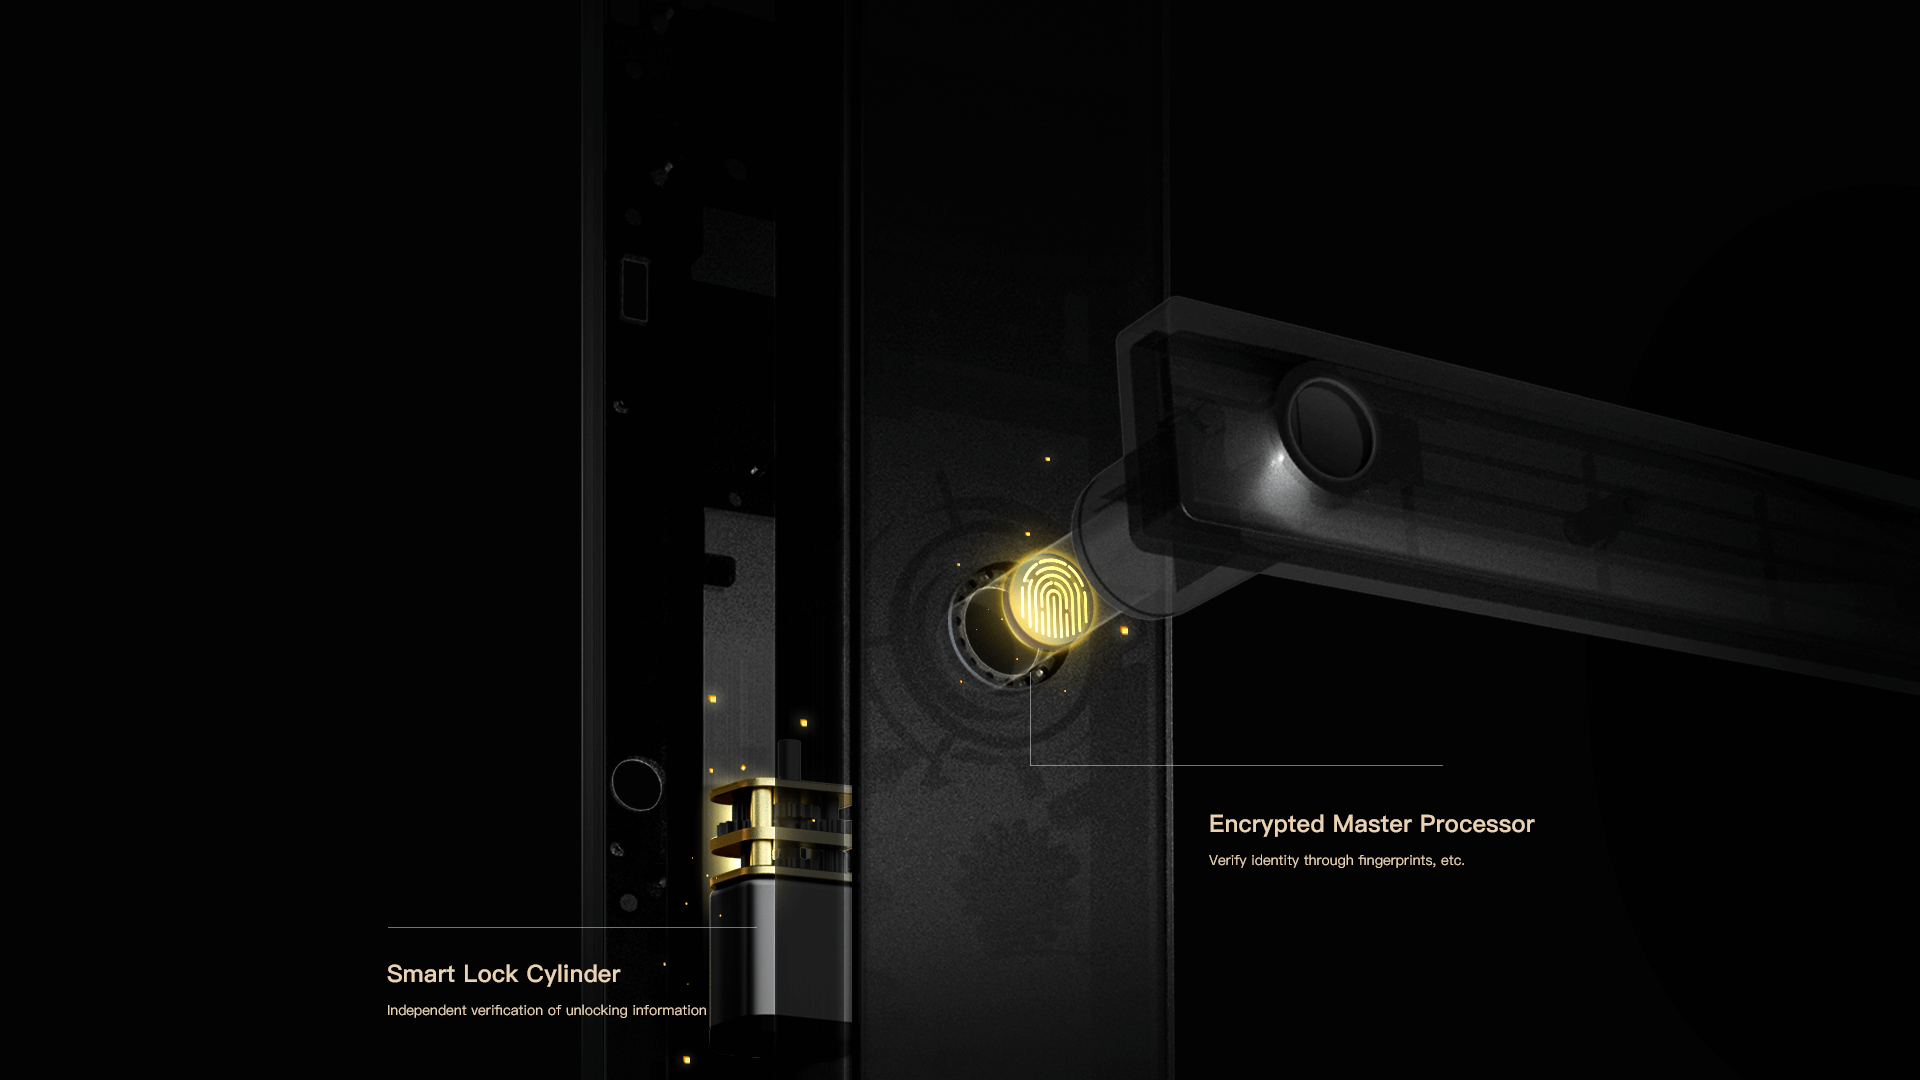 Encrypted Master Processor
Verify identity through fingerprints, etc.
Smart Lock Cylinder
Independent verification of unlocking information